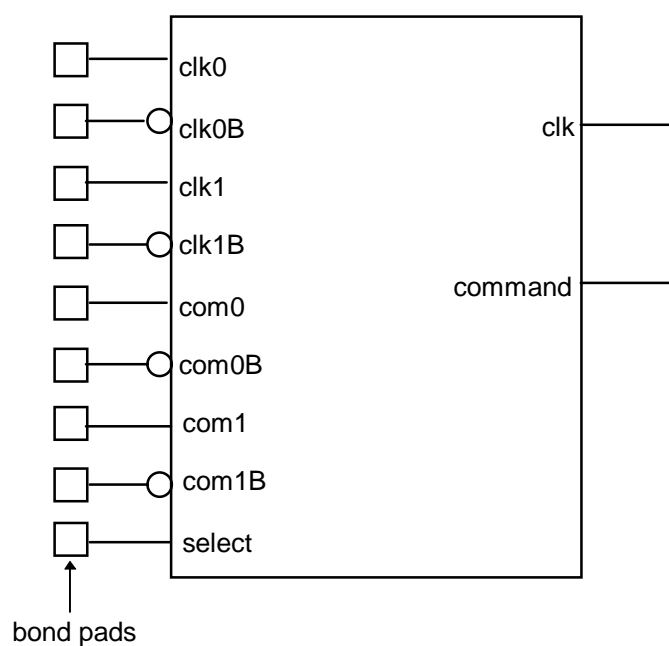 clk0
clk0B
clk
clk1
clk1B
command
com0
com0B
com1
com1B
select
bond pads